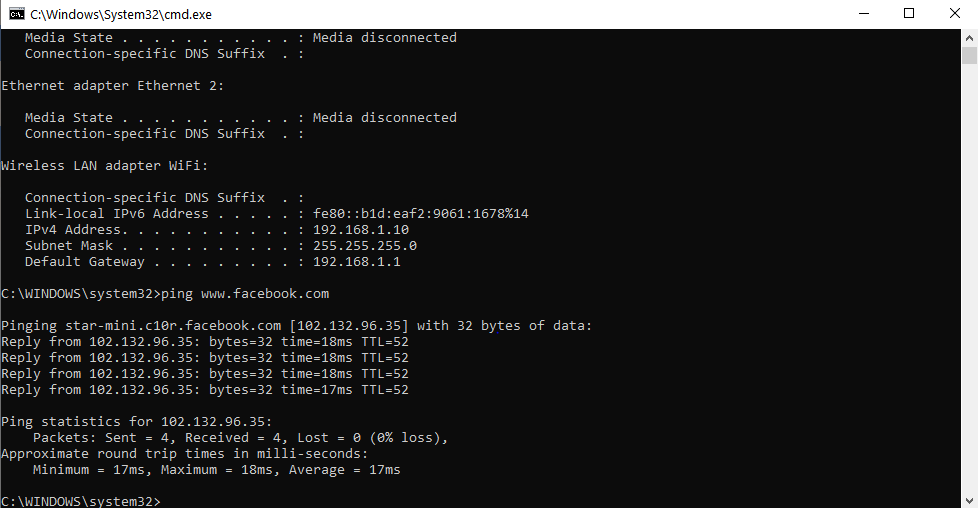 C:\Windows\System32\cmd.exe
Media State . . . . . . . . . . . : Media disconnected
Connection-specific DNS Suffix  . :
Ethernet adapter Ethernet 2:
Media State . . . . . . . . . . . : Media disconnected
Connection-specific DNS Suffix  . :
Wireless LAN adapter WiFi:
Connection-specific DNS Suffix  . :
Link-local IPv6 Address . . . . . : fe80::b1d:eaf2:9061:1678%14
IPv4 Address. . . . . . . . . . . : 192.168.1.10
Subnet Mask . . . . . . . . . . . : 255.255.255.0
Default Gateway . . . . . . . . . : 192.168.1.1
C:\WINDOWS\system32>ping www.facebook.com
Pinging star-mini.c10r.facebook.com [102.132.96.35] with 32 bytes of data:
Reply from 102.132.96.35: bytes=32 time=18ms TTL=52
Reply from 102.132.96.35: bytes=32 time=18ms TTL=52
Reply from 102.132.96.35: bytes=32 time=18ms TTL=52
Reply from 102.132.96.35: bytes=32 time=17ms TTL=52
Ping statistics for 102.132.96.35:
Packets: Sent = 4, Received = 4, Lost = 0 (0% loss),
Approximate round trip times in milli-seconds:
Minimum = 17ms, Maximum = 18ms, Average = 17ms
C:\WINDOWS\system32>